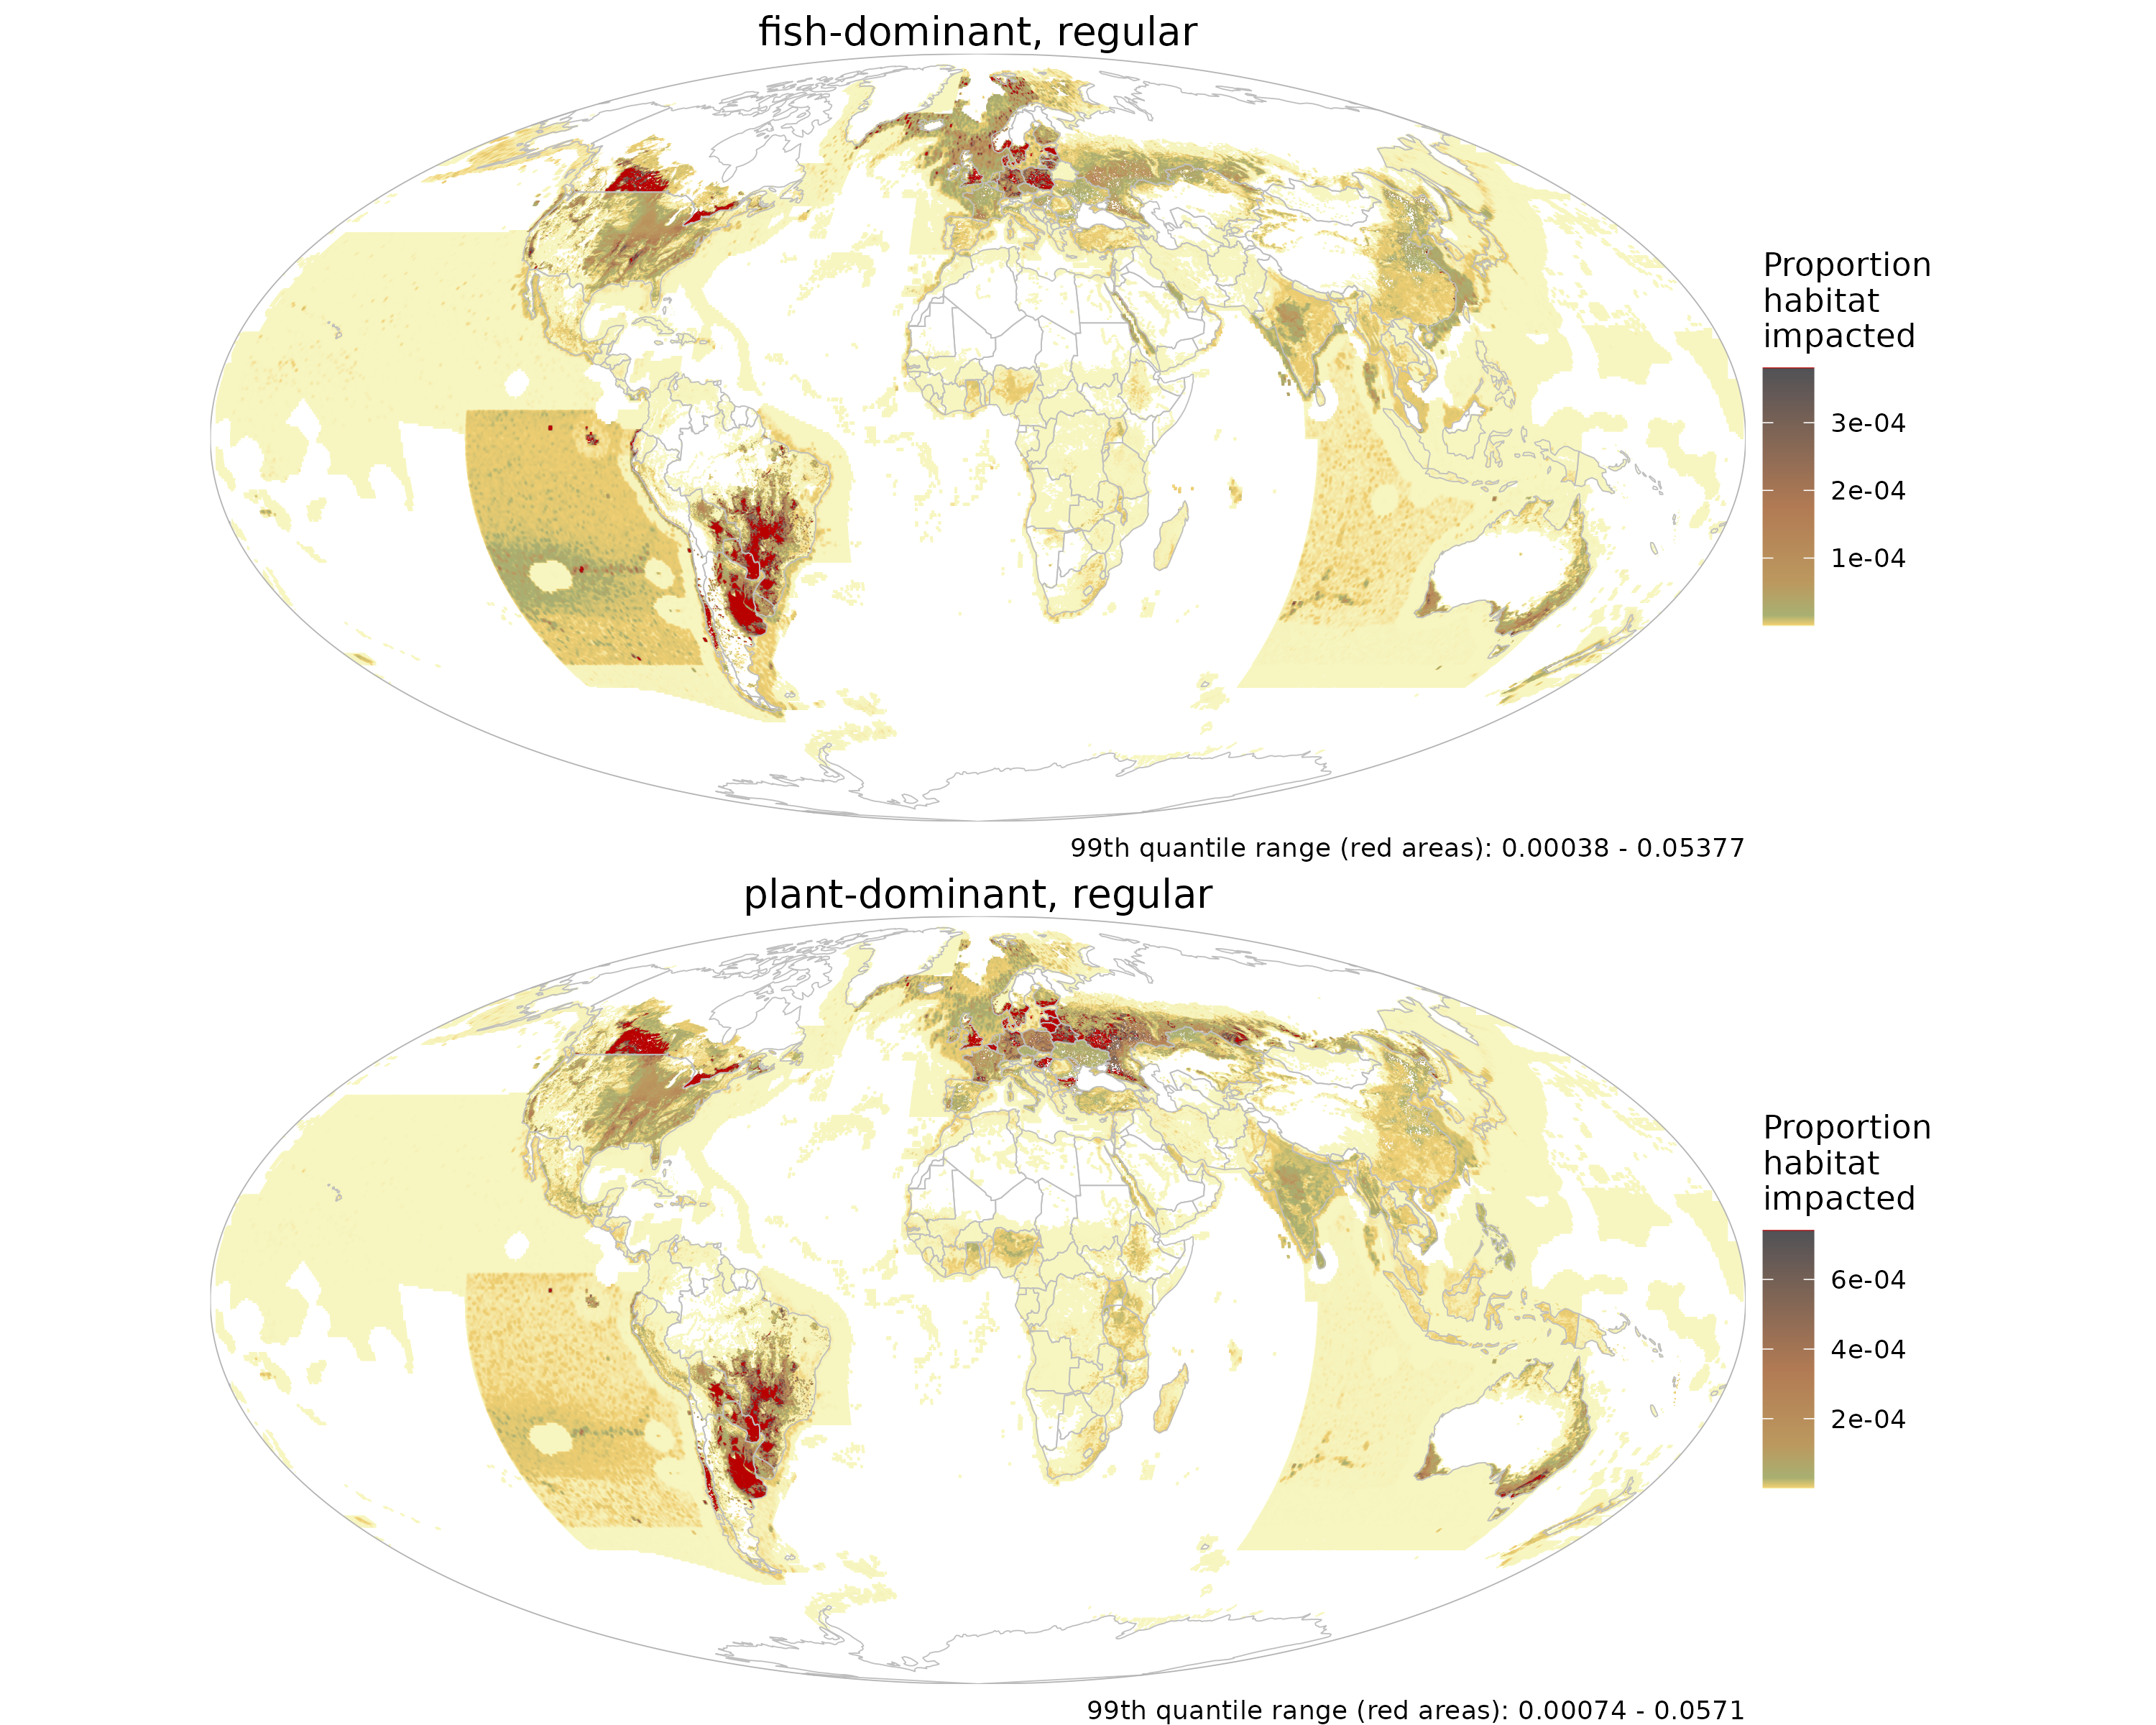 fish-dominant, regular
Proportion
habitat
impacted
3e-04
2e-04
1e-04
99th quantile range (red areas): 0.00038 - 0.05377
plant-dominant, regular
Proportion
habitat
impacted
6e-04
4e-04
2e-04
99th quantile range (red areas): 0.00074 - 0.0571